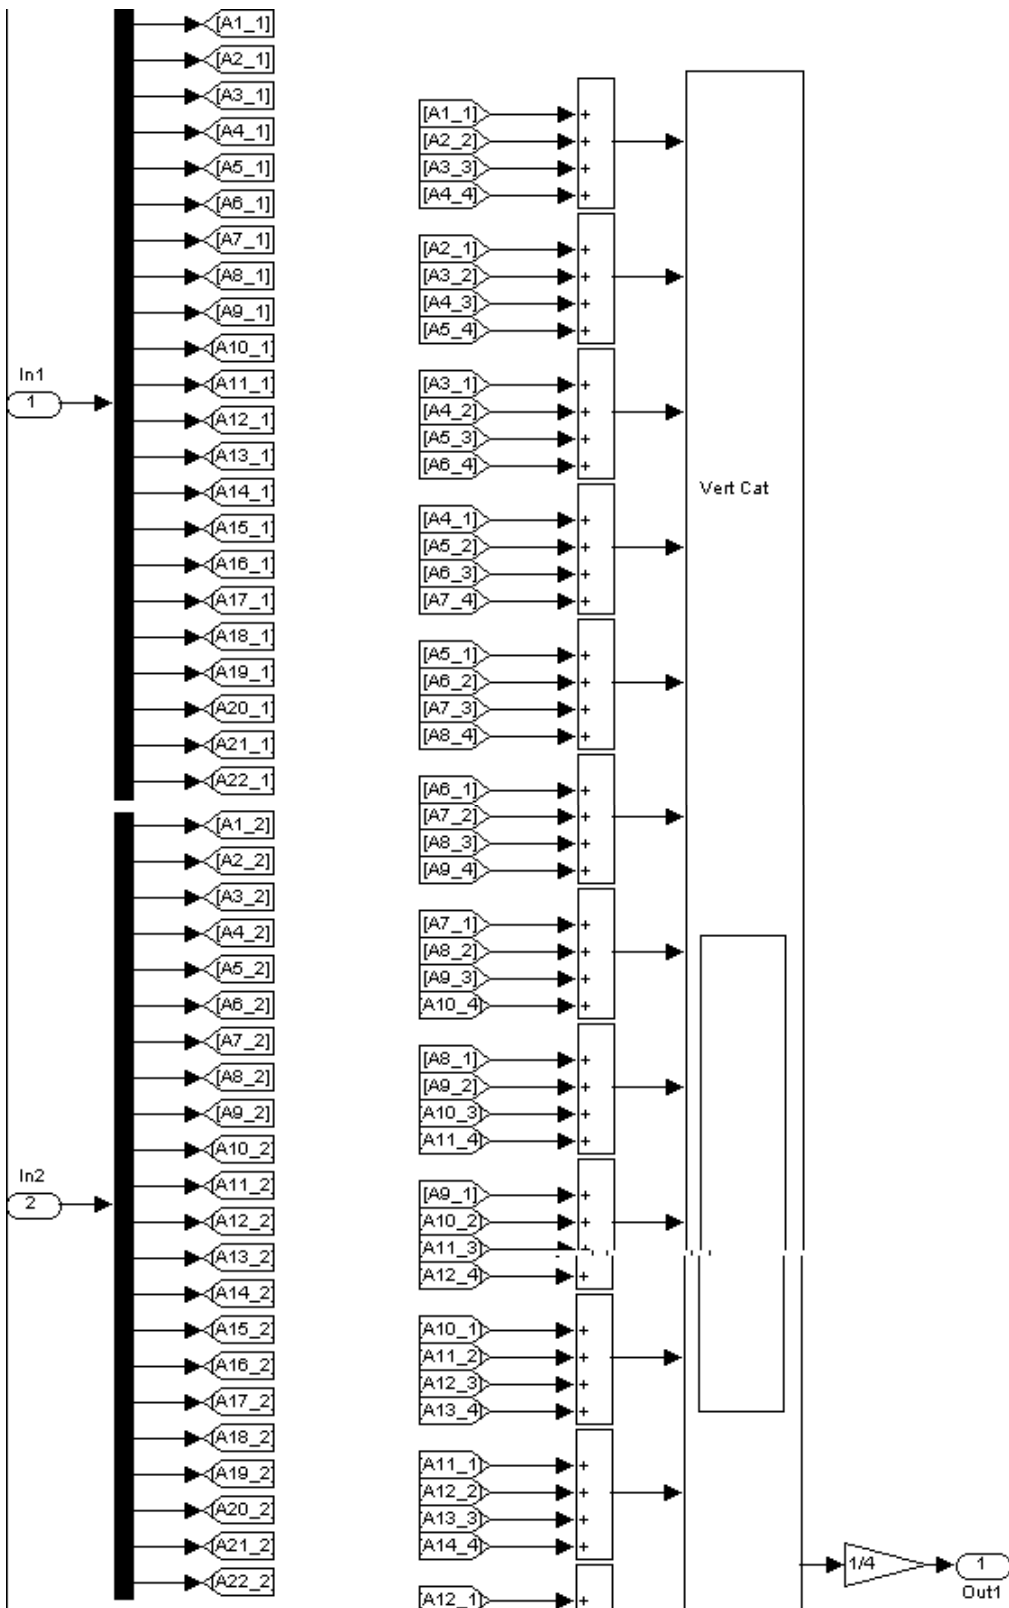 [A1_1]
[A2_1]
[A3_1]
[A4_1]
[A5_1]
[A6_1]
[A7_1]
[A8_1]
[A9_1]
[A10_1]
In1
1
[A11_1]
[A12_1]
[A13_1]
[A14_1]
[A15_1]
[A16_1]
[A17_1]
[A18_1]
[A19_1]
[A20_1]
[A21_1]
[A22_1]
[A1_2]
[A2_2]
[A3_2]
[A4_2]
[A5_2]
[A6_2]
[A7_2]
[A8_2]
[A9_2]
[A10_2]
In2
2
[A11_2]
[A12_2]
[A13_2]
[A14_2]
[A15_2]
[A16_2]
[A17_2]
[A18_2]
[A19_2]
[A20_2]
[A21_2]
[A22_2]
[A1_1] +
[A2_2] +
[A3_3] +
[A4_4] +
[A2_1] +
[A3_2] +
[A4_3] +
[A5_4] +
[A3_1] +
[A4_2] +
[A5_3] +
[A6_4] +
[A4_1] +
[A5_2] +
[A6_3] +
[A7_4] +
[A5_1] +
[A6_2] +
[A7_3] +
[A8_4] +
[A6_1] +
[A7_2] +
[A8_3] +
[A9_4] +
[A7_1] +
[A8_2] +
[A9_3] +
[A10_4] +
[A8_1] +
[A9_2] +
[A10_3] +
[A11_4] +
[A9_1] +
[A10_2] +
[A11_3] +
[A12_4] +
[A10_1] +
[A11_2] +
[A12_3] +
[A13_4] +
[A11_1] +
[A12_2] +
[A13_3] +
[A14_4] +
[A12_1] +
Vert Cat
1/4
1
Out1